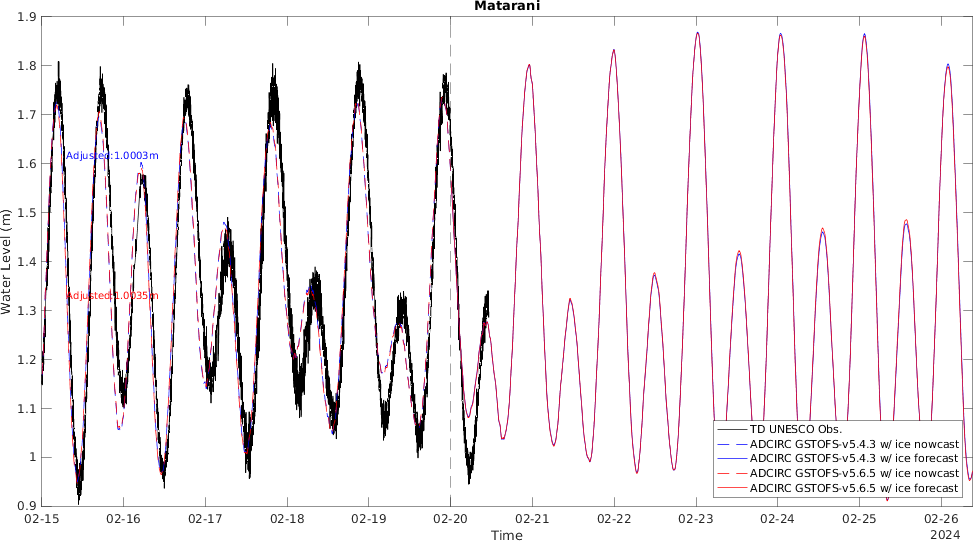 Matarani
1.9
1.8
1.7
1.6
1.5
1.4
1.3
1.2
1.1
1
0.9
Water Level (m)
Adjusted:1.0003m
Adjusted:1.0035m
TD UNESCO Obs.
ADCIRC GSTOFS-v5.4.3 w/ ice nowcast
ADCIRC GSTOFS-v5.4.3 w/ ice forecast
ADCIRC GSTOFS-v5.6.5 w/ ice nowcast
ADCIRC GSTOFS-v5.6.5 w/ ice forecast
02-15 02-16 02-17 02-18 02-19 02-20 02-21 02-22 02-23 02-24 02-25 02-26
2024
Time